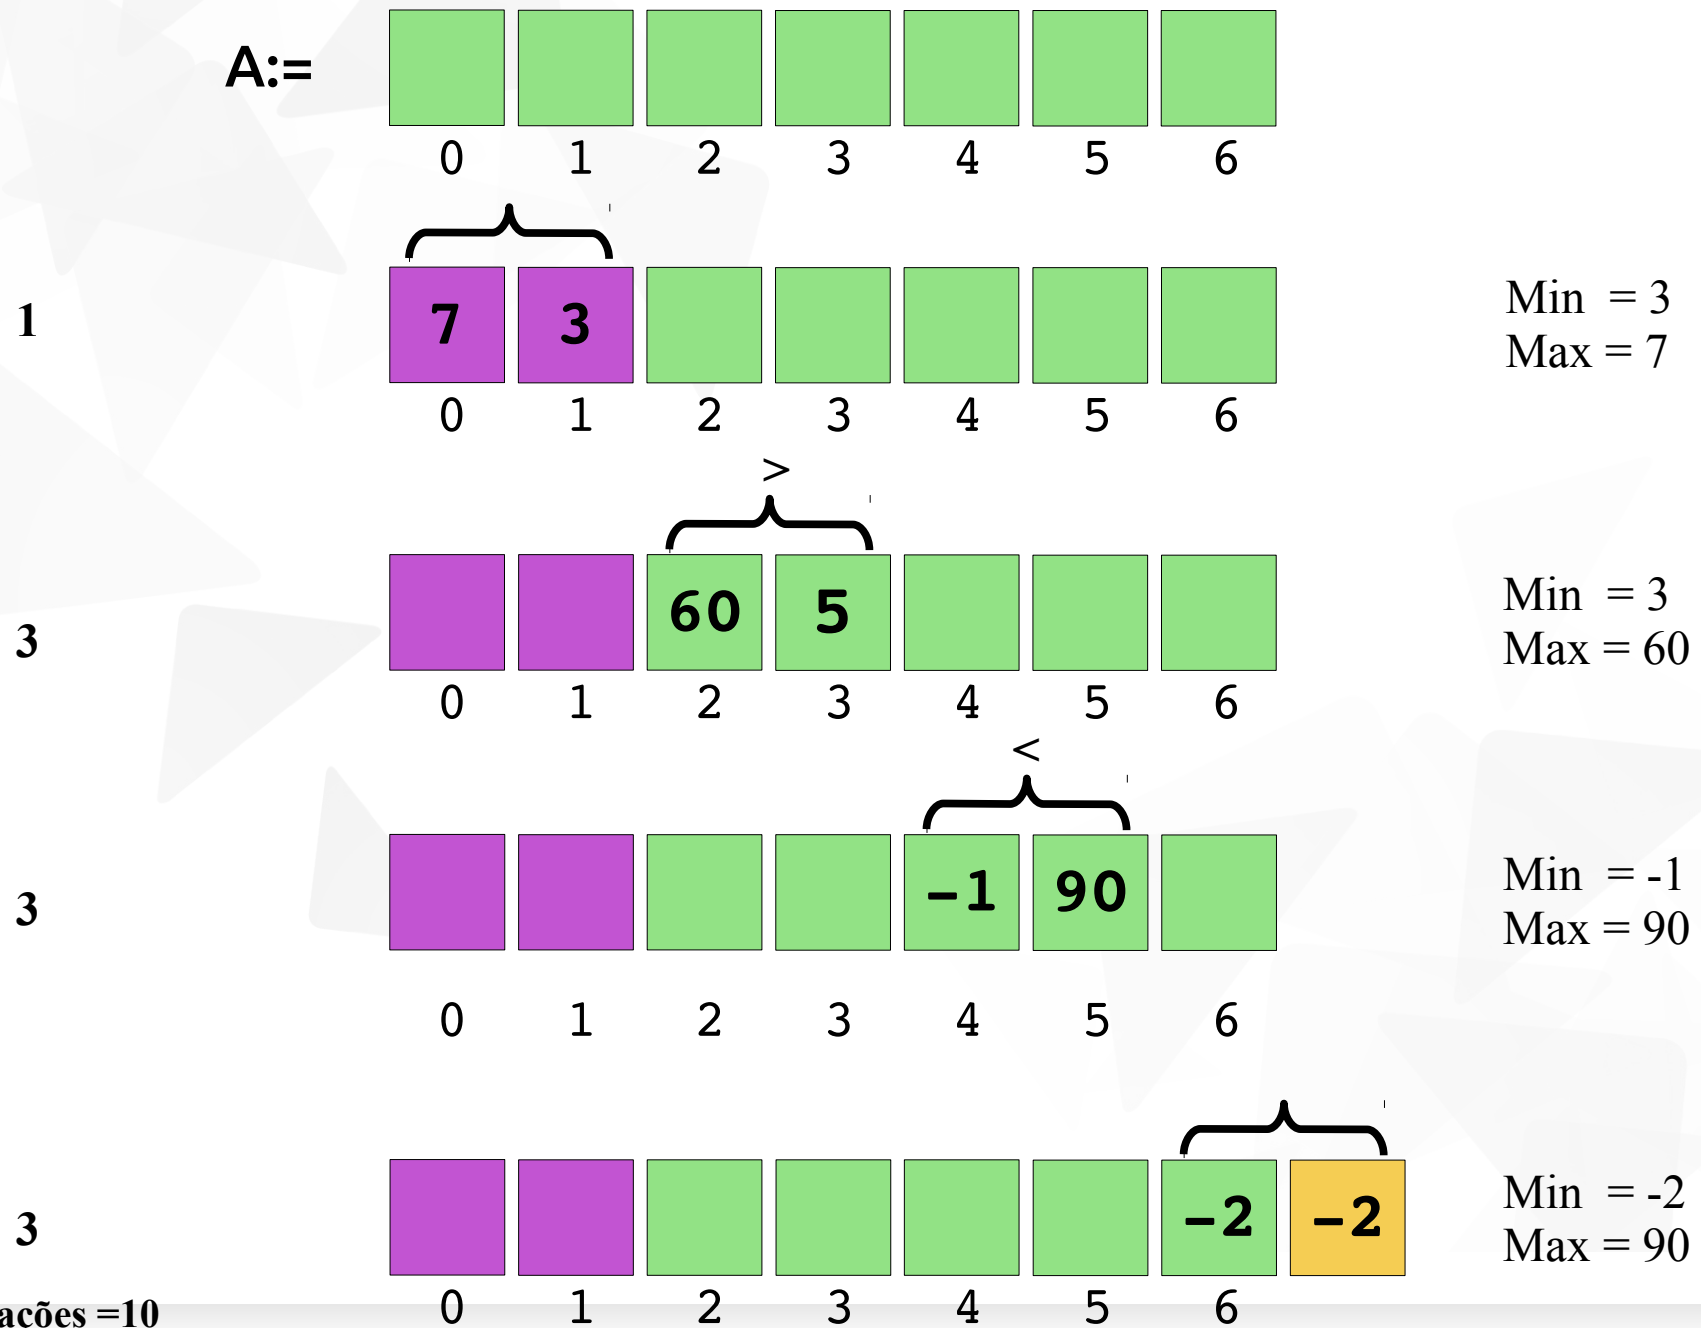 A:=
0 1 2 3 4 5 6
1 7 3 Min = 3
Max = 7
0 1 2 3 4 5 6
>
3 60 5 Min = 3
Max = 60
0 1 2 3 4 5 6
<
3 -1 90 Min = -1
Max = 90
0 1 2 3 4 5 6
3 -2 -2 Min = -2
Max = 90
0 1 2 3 4 5 6
ações =10